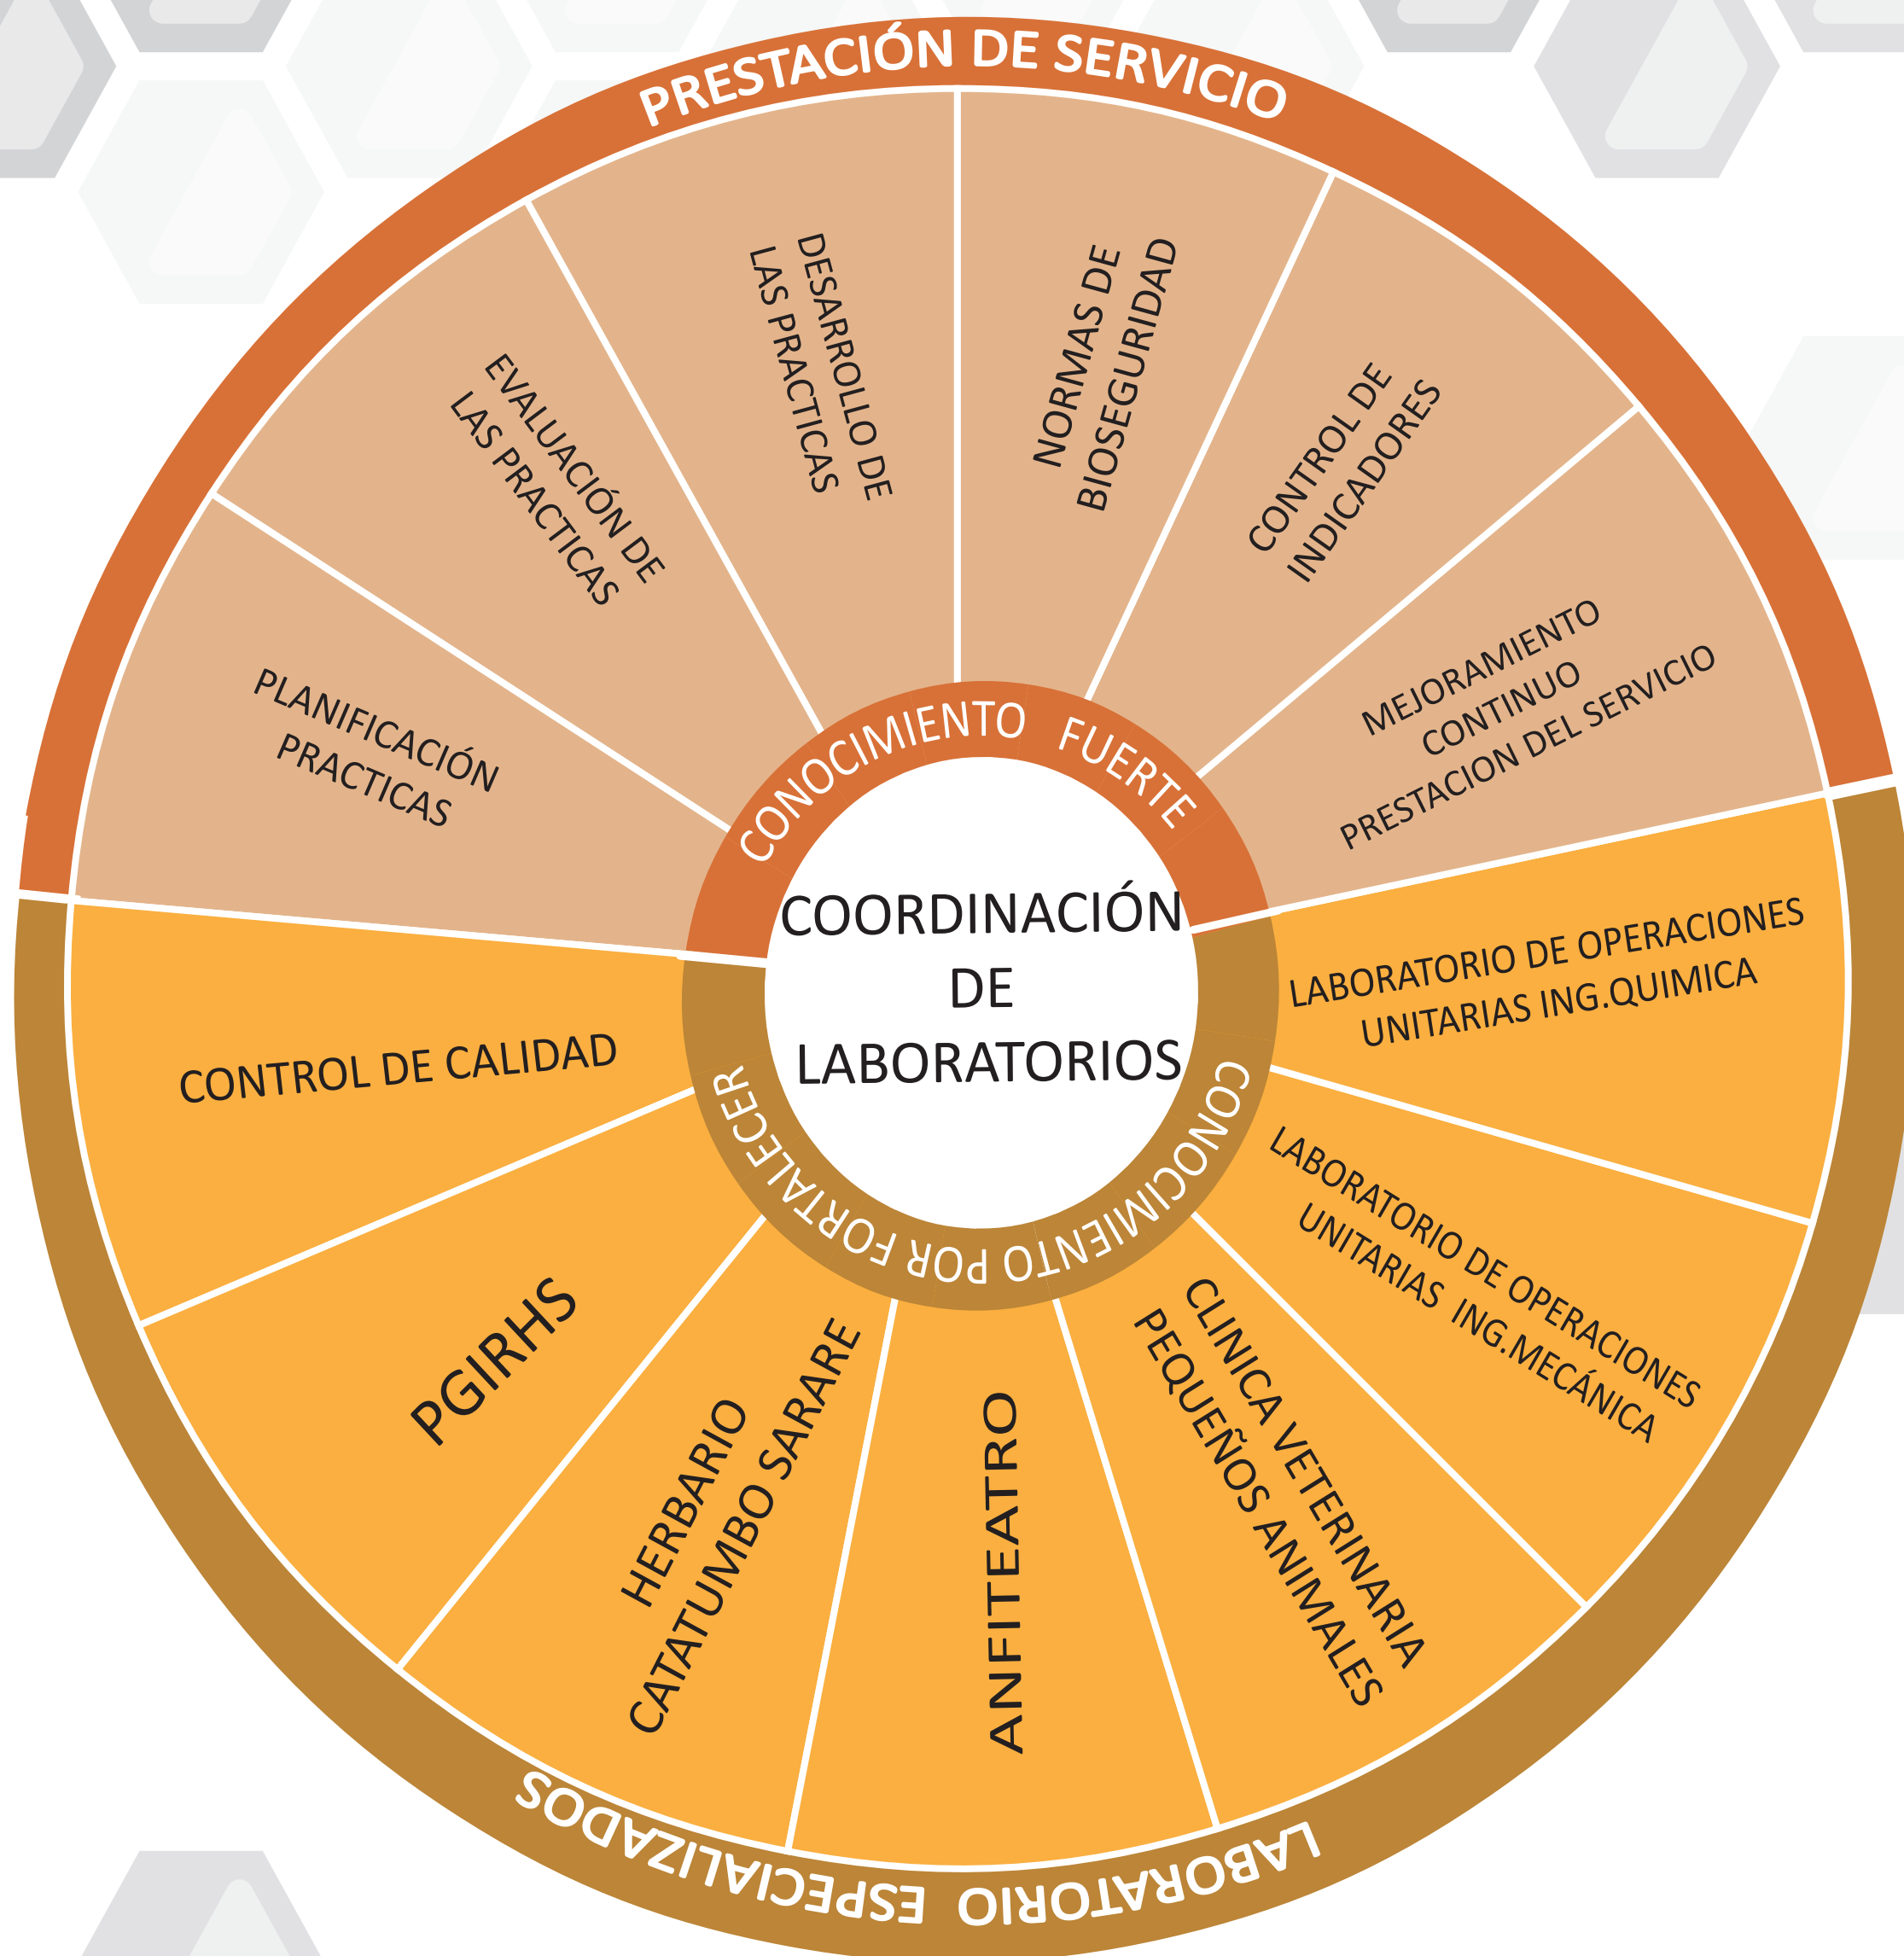 PRESTACIÓN DE SERVICIO
PLANIFICACIÓN
PRACTICAS
EVALUACIÓN DE
LAS PRACTICAS
DESARROLLO DE
LAS PRACTICAS
NORMAS DE
BIOSEGURIDAD
CONTROL DE
INDICADORES
MEJORAMIENTO
CONTINUO
PRESTACION DEL SERVICIO
CONOCIMIENTO FUERTE
COORDINACIÓN
DE
LABORATORIOS
CONOCIMIENTO POR FORTALECER
LABORATORIO DE OPERACIONES
UNITARIAS ING.QUIMICA
LABORATORIO DE OPERACIONES
UNITARIAS ING.MECÁNICA
CLINICA VETERINARIA
PEQUEÑOS ANIMALES
ANFITEATRO
HERBARIO
CATATUMBO SARARE
PGIRHS
CONTROL DE CALIDAD
LABORATORIO ESPECIALIZADOS